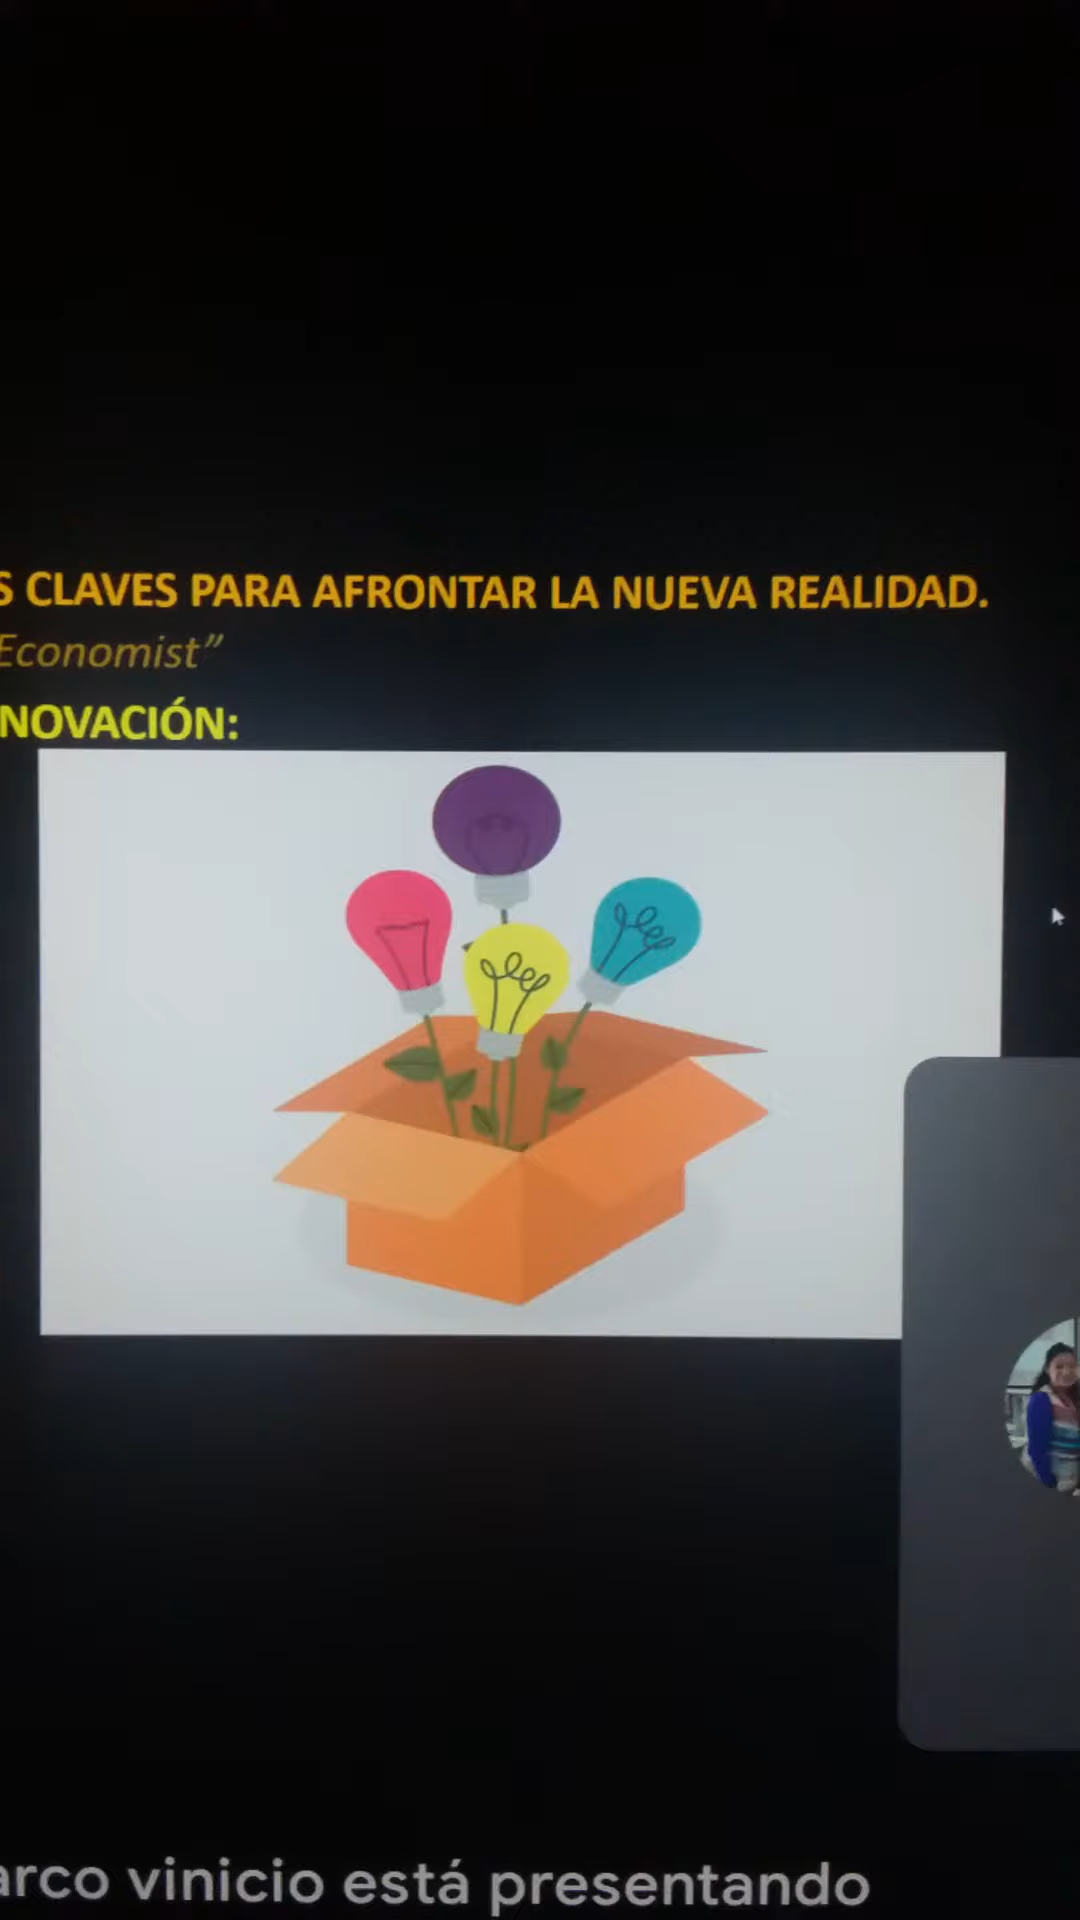 S CLAVES PARA AFRONTAR LA NUEVA REALIDAD.
Economist”
NOVACIÓN:
arco vinicio está presentando